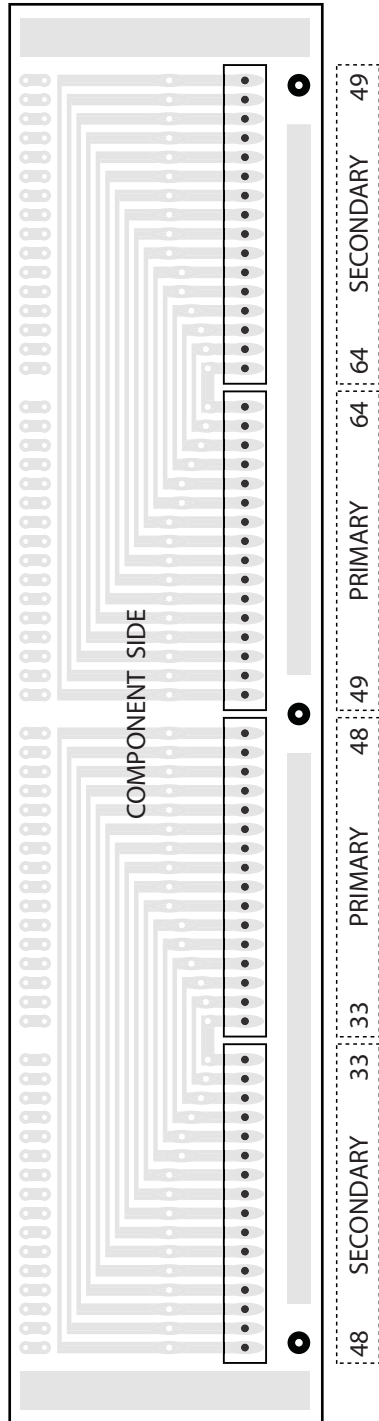 COMPONENT SIDE
48 SECONDARY 33
33 PRIMARY 48
49 PRIMARY 64
64 SECONDARY 49